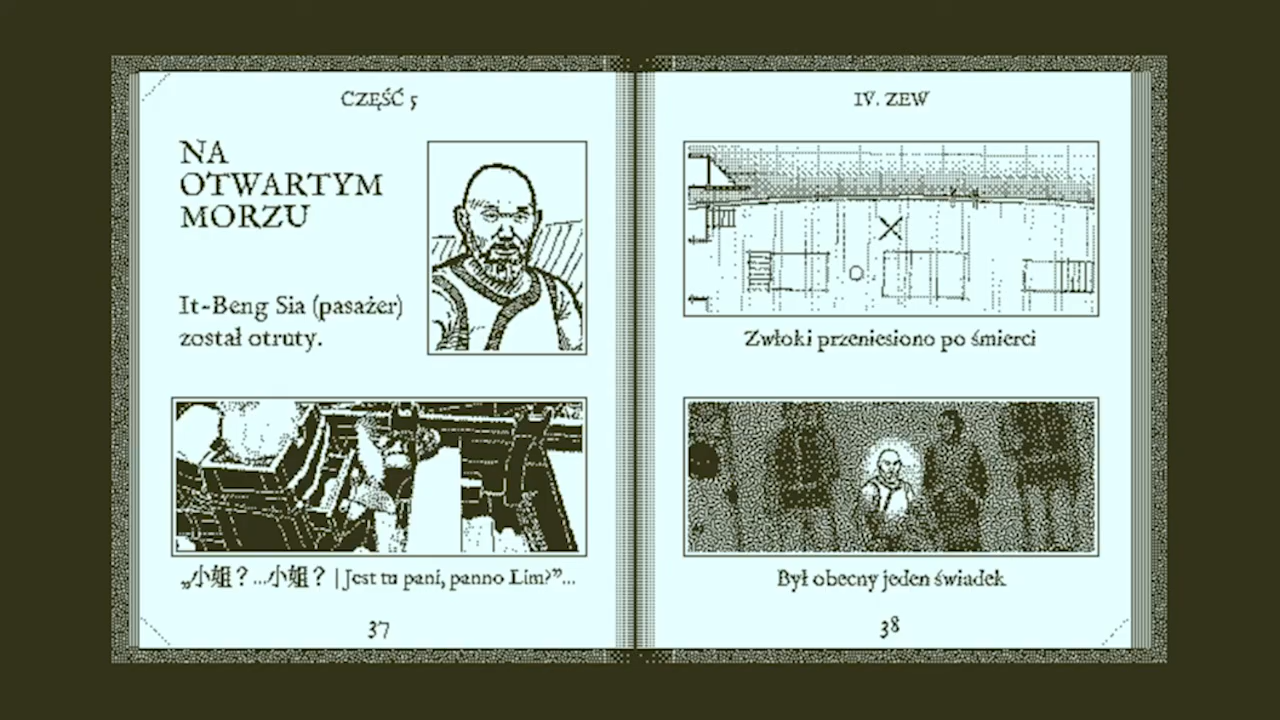 CZĘŚĆ 5
NA
OTWARTYM
MORZU
It-Beng Sia (pasażer)
został otruty.
„小姐？...小姐？ | Jest tu pani, panno Lim?”...
37
IV. ZEW
Zwłoki przeniesiono po śmierci
Był obecny jeden świadek
38